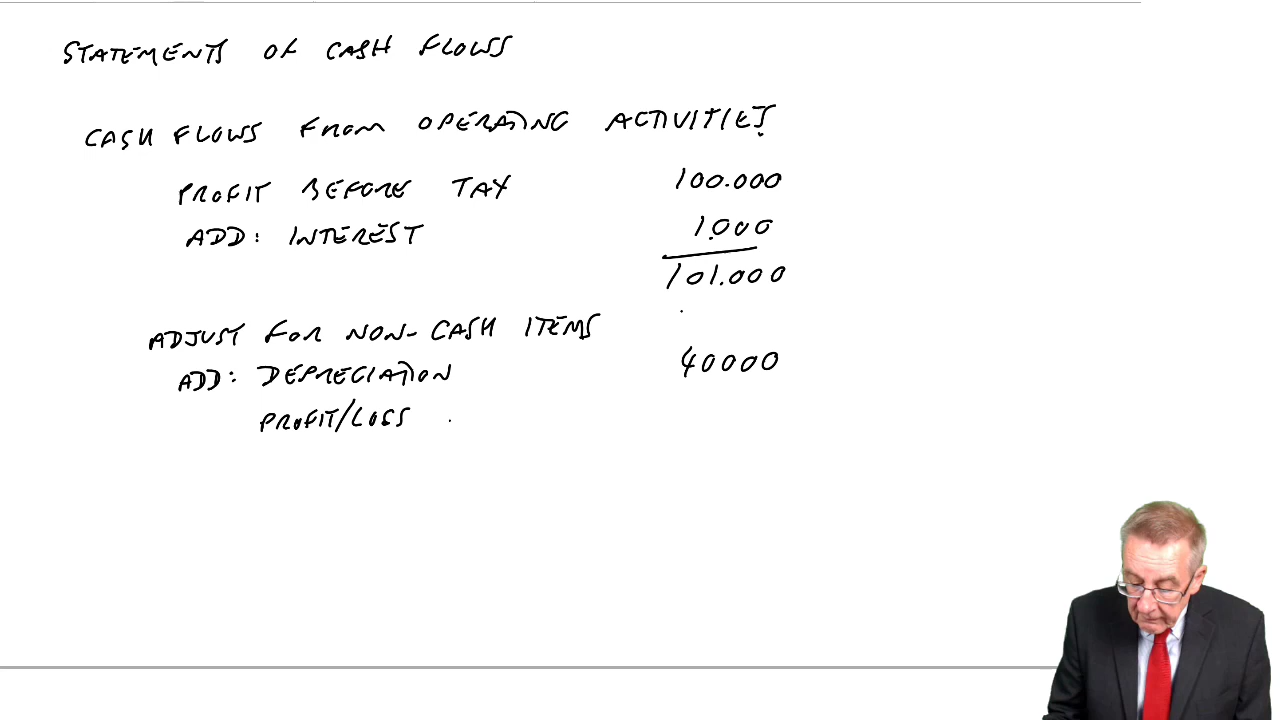 STATEMENTS OF CASH FLOWS
CASH FLOWS FROM OPERATING ACTIVITIES
PROFIT BEFORE TAX 100.000
ADD: INTEREST 1.000
101.000
ADJUST FOR NON-CASH ITEMS
ADD: DEPRECIATION 40000
PROFIT/LOSS